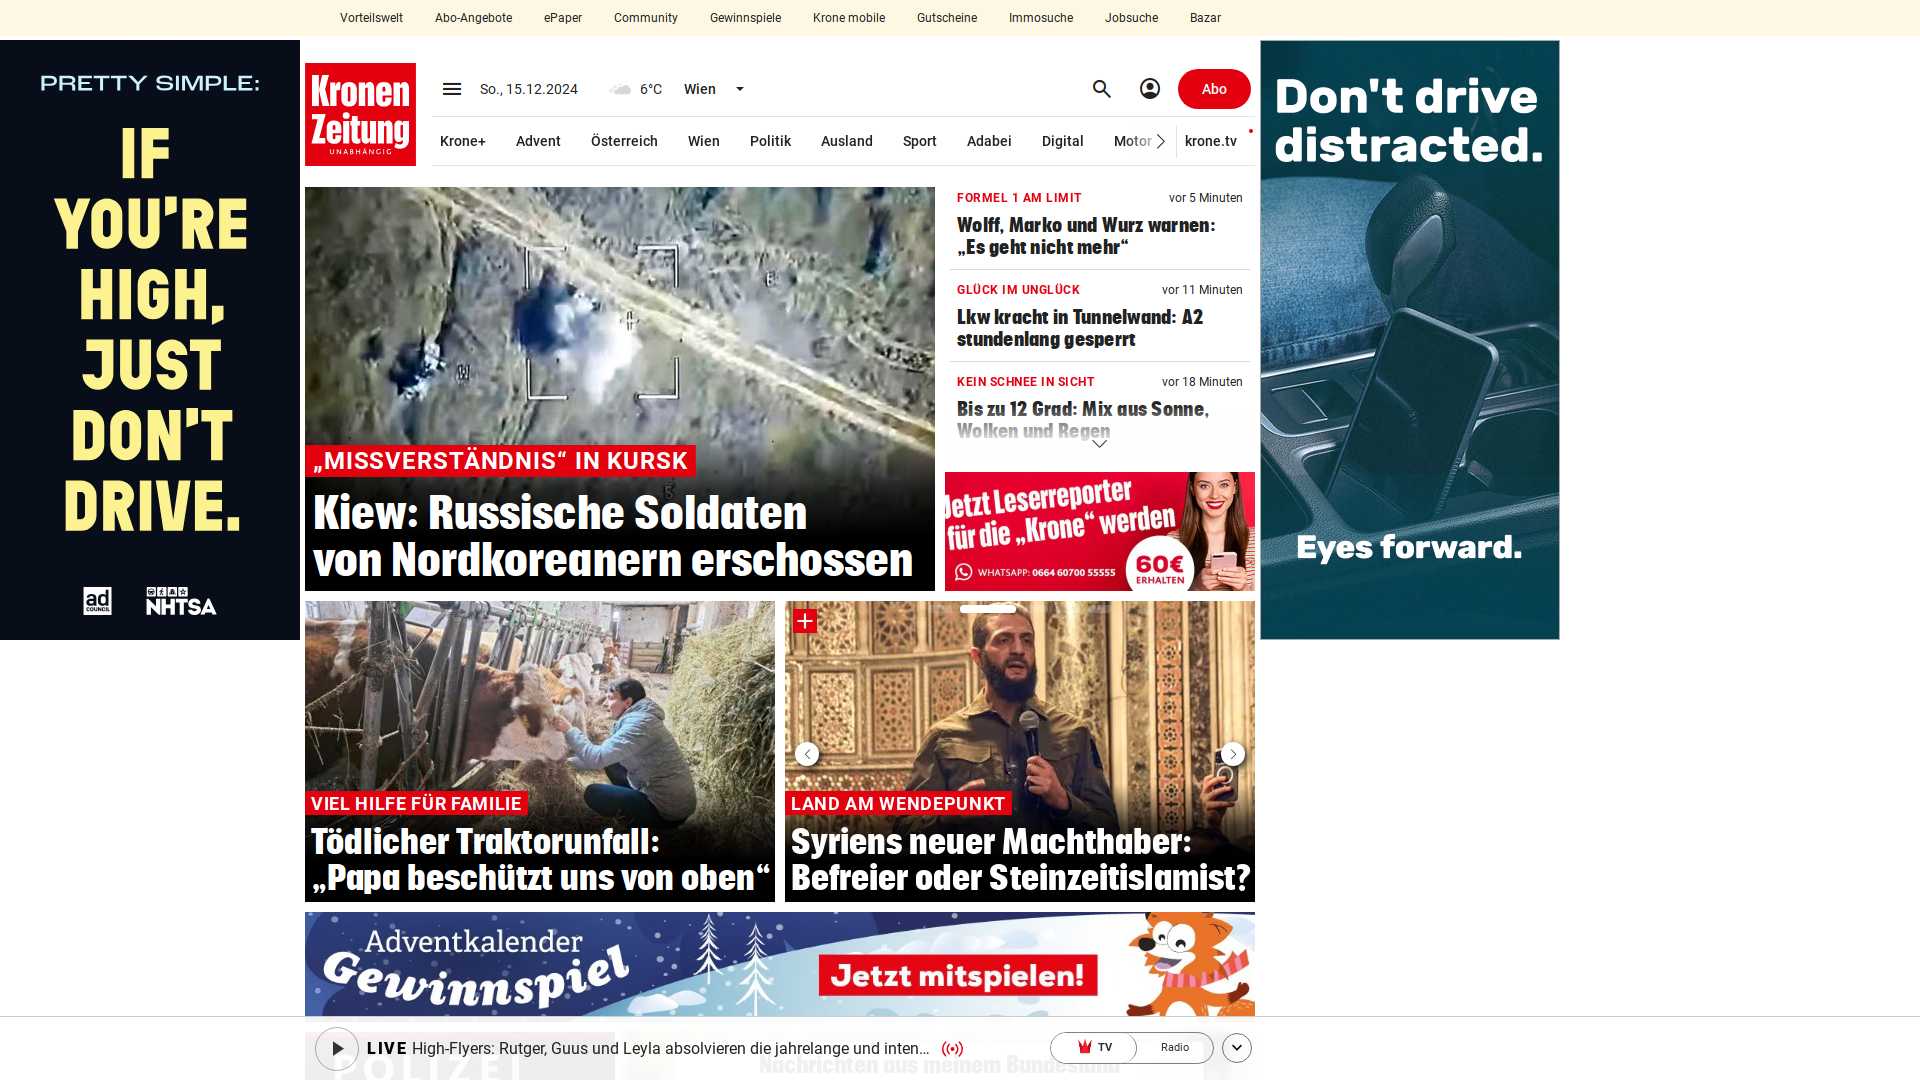 Vorteilswelt Abo-Angebote ePaper Community Gewinnspiele Krone mobile Gutscheine Immosuche Jobsuche Bazar
PRETTY SIMPLE:
IF
YOU'RE
HIGH,
JUST
DON'T
DRIVE.
ad
COUNCIL
NHTSA
Kronen
Zeitung
UNABHÄNGIG
So., 15.12.2024 6°C Wien
Abo
Krone+ Advent Österreich Wien Politik Ausland Sport Adabei Digital Motor krone.tv
„MISSVERSTÄNDNIS“ IN KURSK
Kiew: Russische Soldaten
von Nordkoreanern erschossen
FORMEL 1 AM LIMIT vor 5 Minuten
Wolff, Marko und Wurz warnen:
„Es geht nicht mehr“
GLÜCK IM UNGLÜCK vor 11 Minuten
Lkw kracht in Tunnelwand: A2
stundenlang gesperrt
KEIN SCHNEE IN SICHT vor 18 Minuten
Bis zu 12 Grad: Mix aus Sonne,
Wolken und Regen
Jetzt Leserreporter
für die „Krone“ werden
WHATSAPP: 0664 60700 55555
60€
ERHALTEN
Don't drive
distracted.
Eyes forward.
VIEL HILFE FÜR FAMILIE
Tödlicher Traktorunfall:
„Papa beschützt uns von oben“
LAND AM WENDEPUNKT
Syriens neuer Machthaber:
Befreier oder Steinzeitislamist?
Adventkalender
Gewinnspiel
Jetzt mitspielen!
LIVE High-Flyers: Rutger, Guus und Leyla absolvieren die jahrelange und inten...
TV Radio
POLIZEI
Nachrichten aus meinem Bundesland